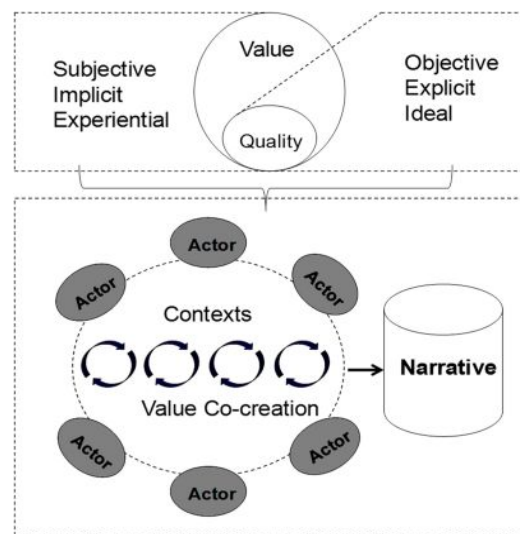 Value
Subjective
Implicit
Experiential
Objective
Explicit
Ideal
Quality
Actor
Actor
Actor
Contexts
Narrative
Value Co-creation
Actor
Actor
Actor